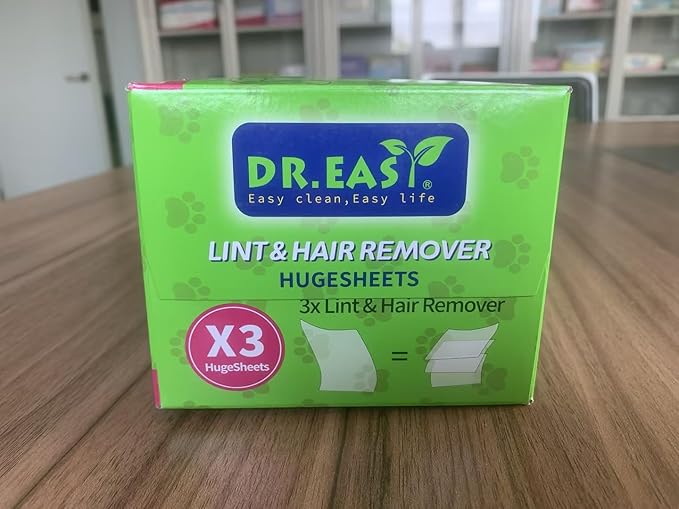 DR.EASY®
Easy clean,Easy life
LINT & HAIR REMOVER
HUGESHEETS
3x Lint & Hair Remover
X3
HugeSheets
=